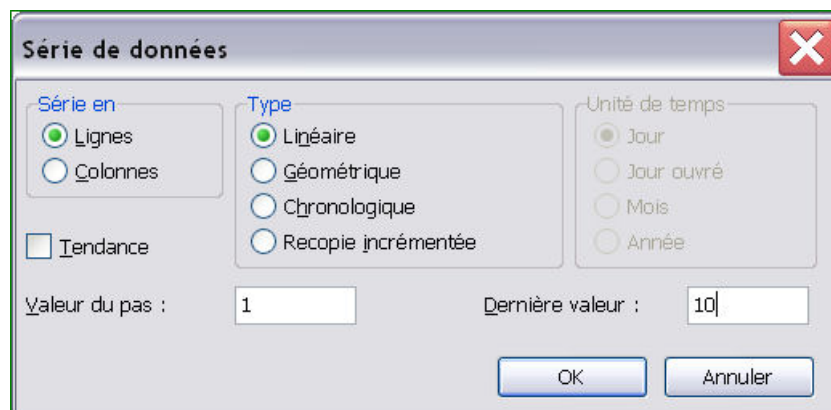 Série de données
Série en
Lignes
Colonnes
Tendance
Type
Linéaire
Géométrique
Chronologique
Recopie incrémentée
Unité de temps
Jour
Jour ouvré
Mois
Année
Valeur du pas : 1
Dernière valeur : 10
OK
Annuler